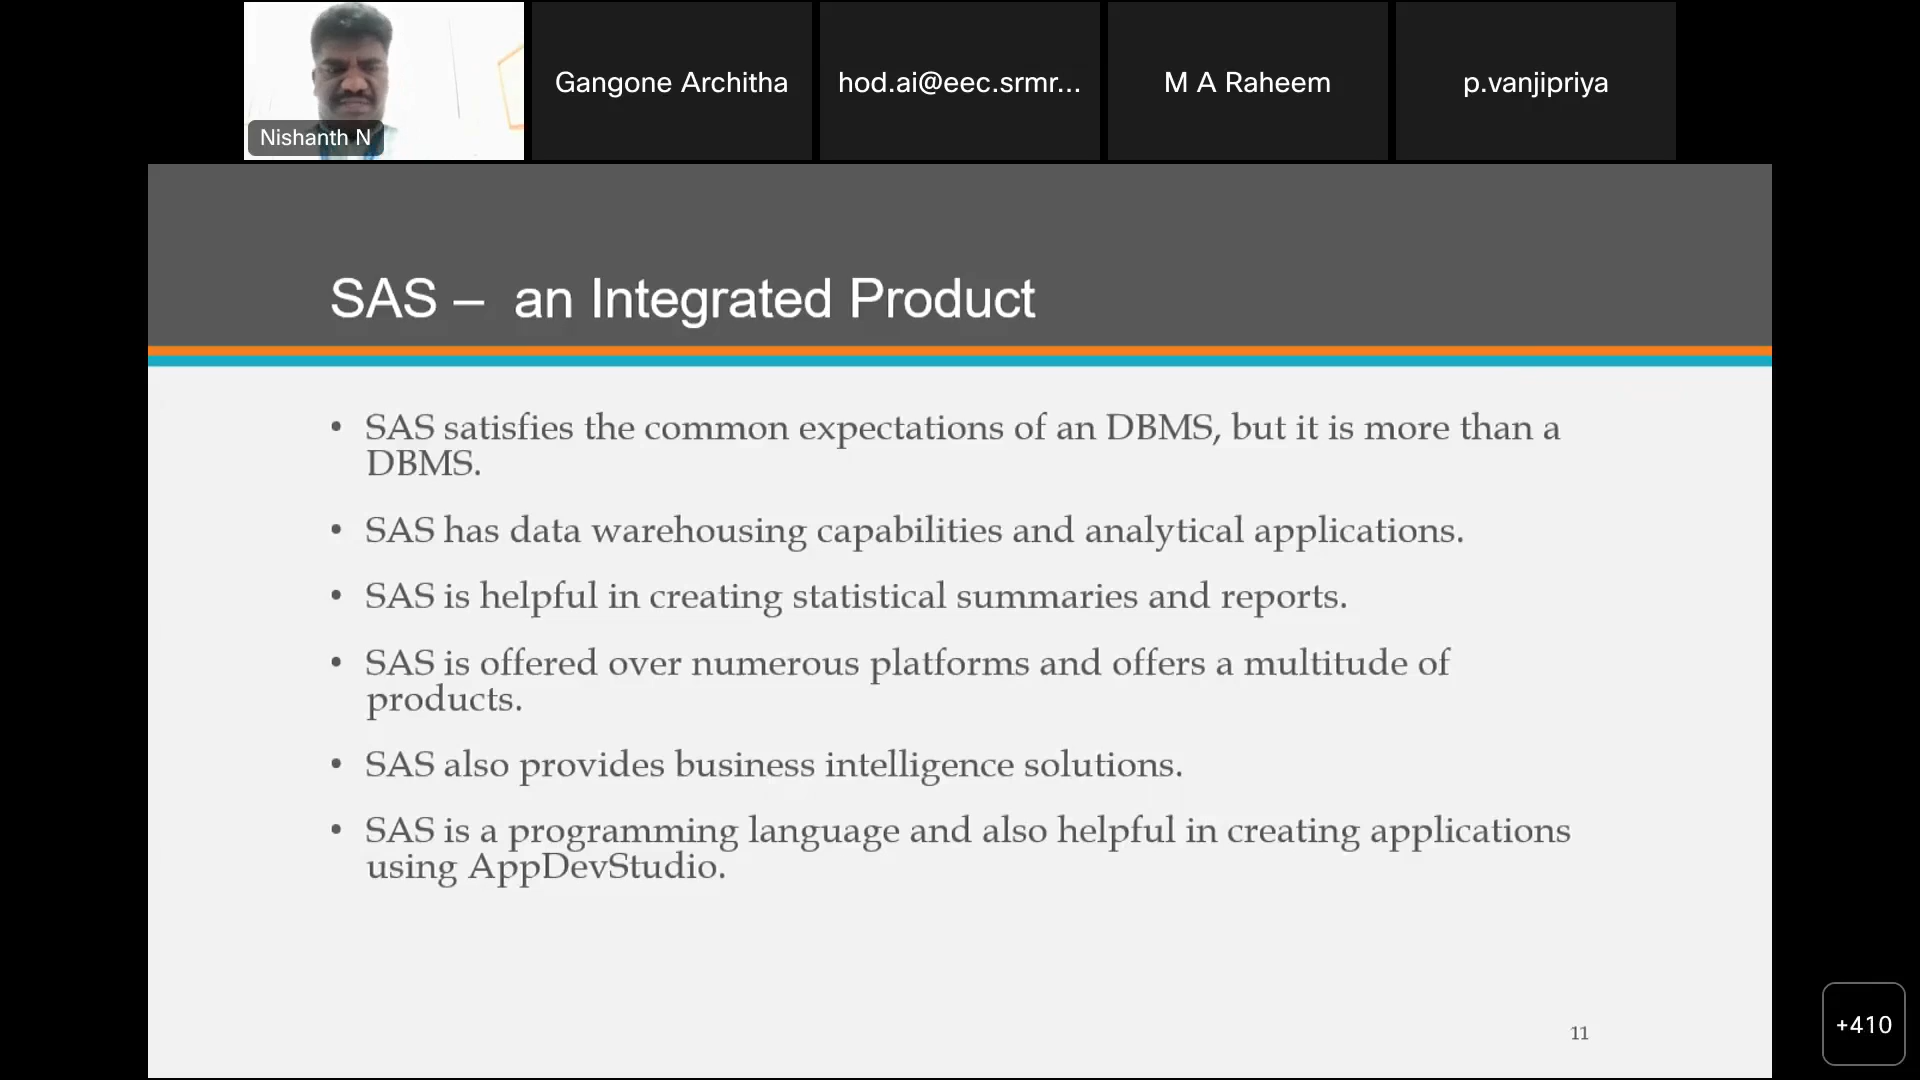 Nishanth N
Gangone Architha
hod.ai@eec.srmr...
M A Raheem
p.vanjipriya
SAS – an Integrated Product
• SAS satisfies the common expectations of an DBMS, but it is more than a
DBMS.
• SAS has data warehousing capabilities and analytical applications.
• SAS is helpful in creating statistical summaries and reports.
• SAS is offered over numerous platforms and offers a multitude of
products.
• SAS also provides business intelligence solutions.
• SAS is a programming language and also helpful in creating applications
using AppDevStudio.
11
+410